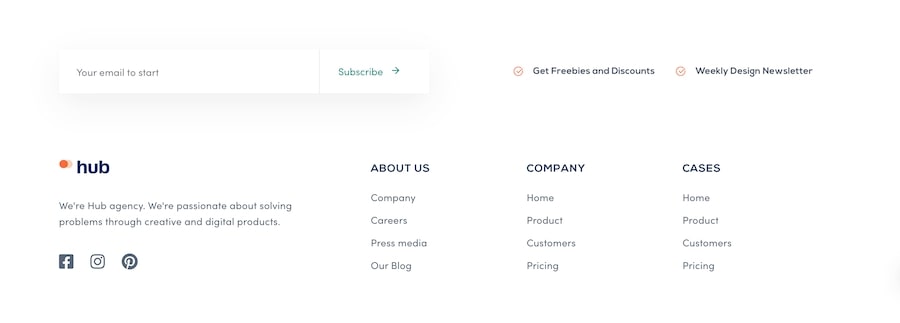 Your email to start
Subscribe
Get Freebies and Discounts
Weekly Design Newsletter
hub
We're Hub agency. We're passionate about solving
problems through creative and digital products.
ABOUT US
Company
Careers
Press media
Our Blog
COMPANY
Home
Product
Customers
Pricing
CASES
Home
Product
Customers
Pricing